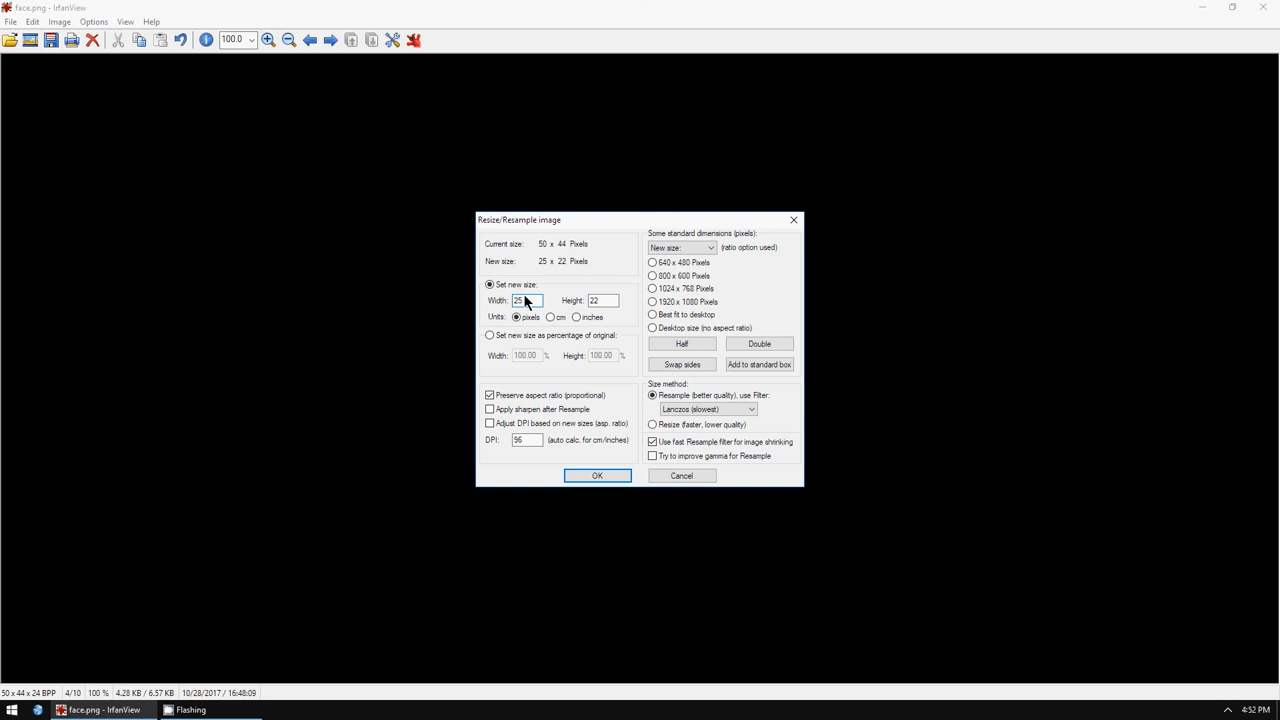 face.png - IrfanView
File Edit Image Options View Help
100.0
Resize/Resample image
Current size: 50 x 44 Pixels
New size: 25 x 22 Pixels
Set new size:
Width: 25 Height: 22
Units: pixels cm inches
Set new size as percentage of original:
Width: 100.00 % Height: 100.00 %
Preserve aspect ratio (proportional)
Apply sharpen after Resample
Adjust DPI based on new sizes (asp. ratio)
DPI: 96 (auto calc. for cm/inches)
OK
Some standard dimensions (pixels):
New size: (ratio option used)
640 x 480 Pixels
800 x 600 Pixels
1024 x 768 Pixels
1920 x 1080 Pixels
Best fit to desktop
Desktop size (no aspect ratio)
Half Double
Swap sides Add to standard box
Size method:
Resample (better quality), use Filter:
Lanczos (slowest)
Resize (faster, lower quality)
Use fast Resample filter for image shrinking
Try to improve gamma for Resample
Cancel
50 x 44 x 24 BPP 4/10 100 % 4.28 KB / 6.57 KB 10/28/2017 / 16:48:09
face.png - IrfanView Flashing 4:52 PM